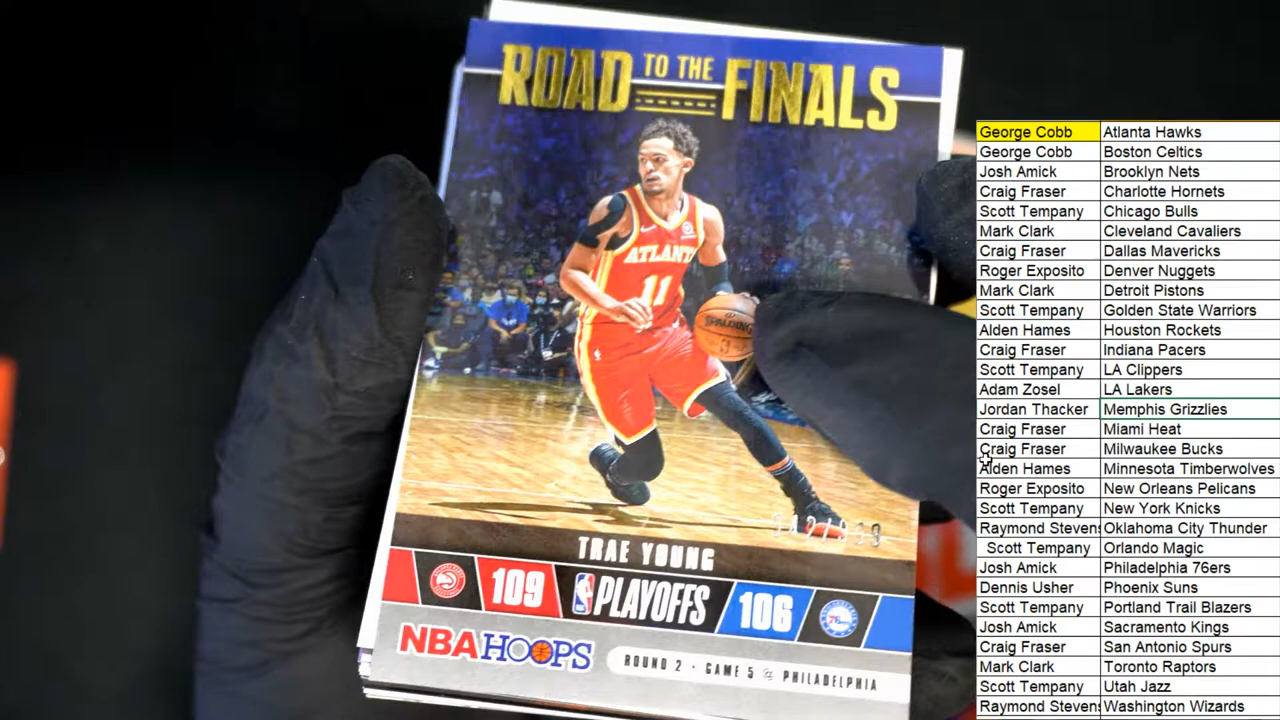 ROAD TO THE FINALS
ATLANTA
11
SPALDING
TRAE YOUNG
109 PLAYOFFS 106
NBA HOOPS
ROUND 2 · GAME 5 @ PHILADELPHIA
George Cobb Atlanta Hawks
George Cobb Boston Celtics
Josh Amick Brooklyn Nets
Craig Fraser Charlotte Hornets
Scott Tempany Chicago Bulls
Mark Clark Cleveland Cavaliers
Craig Fraser Dallas Mavericks
Roger Exposito Denver Nuggets
Mark Clark Detroit Pistons
Scott Tempany Golden State Warriors
Alden Hames Houston Rockets
Craig Fraser Indiana Pacers
Scott Tempany LA Clippers
Adam Zosel LA Lakers
Jordan Thacker Memphis Grizzlies
Craig Fraser Miami Heat
Craig Fraser Milwaukee Bucks
Alden Hames Minnesota Timberwolves
Roger Exposito New Orleans Pelicans
Scott Tempany New York Knicks
Raymond Stevens Oklahoma City Thunder
Scott Tempany Orlando Magic
Josh Amick Philadelphia 76ers
Dennis Usher Phoenix Suns
Scott Tempany Portland Trail Blazers
Josh Amick Sacramento Kings
Craig Fraser San Antonio Spurs
Mark Clark Toronto Raptors
Scott Tempany Utah Jazz
Raymond Stevens Washington Wizards